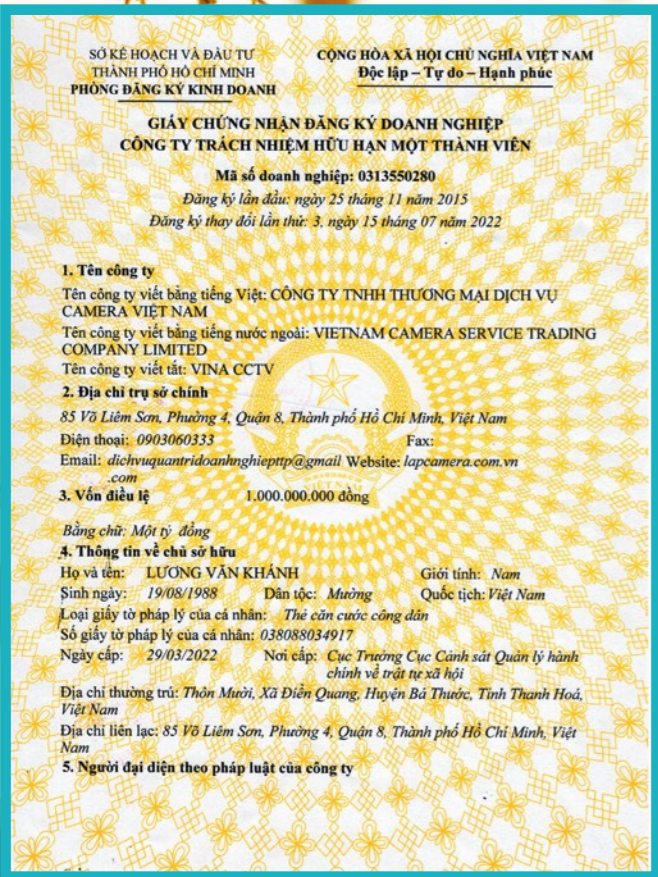 SỞ KẾ HOẠCH VÀ ĐẦU TƯ
THÀNH PHỐ HỒ CHÍ MINH
PHÒNG ĐĂNG KÝ KINH DOANH
CỘNG HÒA XÃ HỘI CHỦ NGHĨA VIỆT NAM
Độc lập – Tự do – Hạnh phúc
GIẤY CHỨNG NHẬN ĐĂNG KÝ DOANH NGHIỆP
CÔNG TY TRÁCH NHIỆM HỮU HẠN MỘT THÀNH VIÊN
Mã số doanh nghiệp: 0313550280
Đăng ký lần đầu: ngày 25 tháng 11 năm 2015
Đăng ký thay đổi lần thứ: 3, ngày 15 tháng 07 năm 2022
1. Tên công ty
Tên công ty viết bằng tiếng Việt: CÔNG TY TNHH THƯƠNG MẠI DỊCH VỤ
CAMERA VIỆT NAM
Tên công ty viết bằng tiếng nước ngoài: VIETNAM CAMERA SERVICE TRADING
COMPANY LIMITED
Tên công ty viết tắt: VINA CCTV
2. Địa chỉ trụ sở chính
85 Võ Liêm Sơn, Phường 4, Quận 8, Thành phố Hồ Chí Minh, Việt Nam
Điện thoại: 0903060333 Fax:
Email: dichvuquantridoanhnghiepttp@gmail Website: lapcamera.com.vn
.com
3. Vốn điều lệ 1.000.000.000 đồng
Bằng chữ: Một tỷ đồng
4. Thông tin về chủ sở hữu
Họ và tên: LƯƠNG VĂN KHÁNH Giới tính: Nam
Sinh ngày: 19/08/1988 Dân tộc: Mường Quốc tịch: Việt Nam
Loại giấy tờ pháp lý của cá nhân: Thẻ căn cước công dân
Số giấy tờ pháp lý của cá nhân: 038088034917
Ngày cấp: 29/03/2022 Nơi cấp: Cục Trưởng Cục Cảnh sát Quản lý hành
chính về trật tự xã hội
Địa chỉ thường trú: Thôn Mười, Xã Điền Quang, Huyện Bá Thước, Tỉnh Thanh Hoá,
Việt Nam
Địa chỉ liên lạc: 85 Võ Liêm Sơn, Phường 4, Quận 8, Thành phố Hồ Chí Minh, Việt
Nam
5. Người đại diện theo pháp luật của công ty
VIỆT NAM